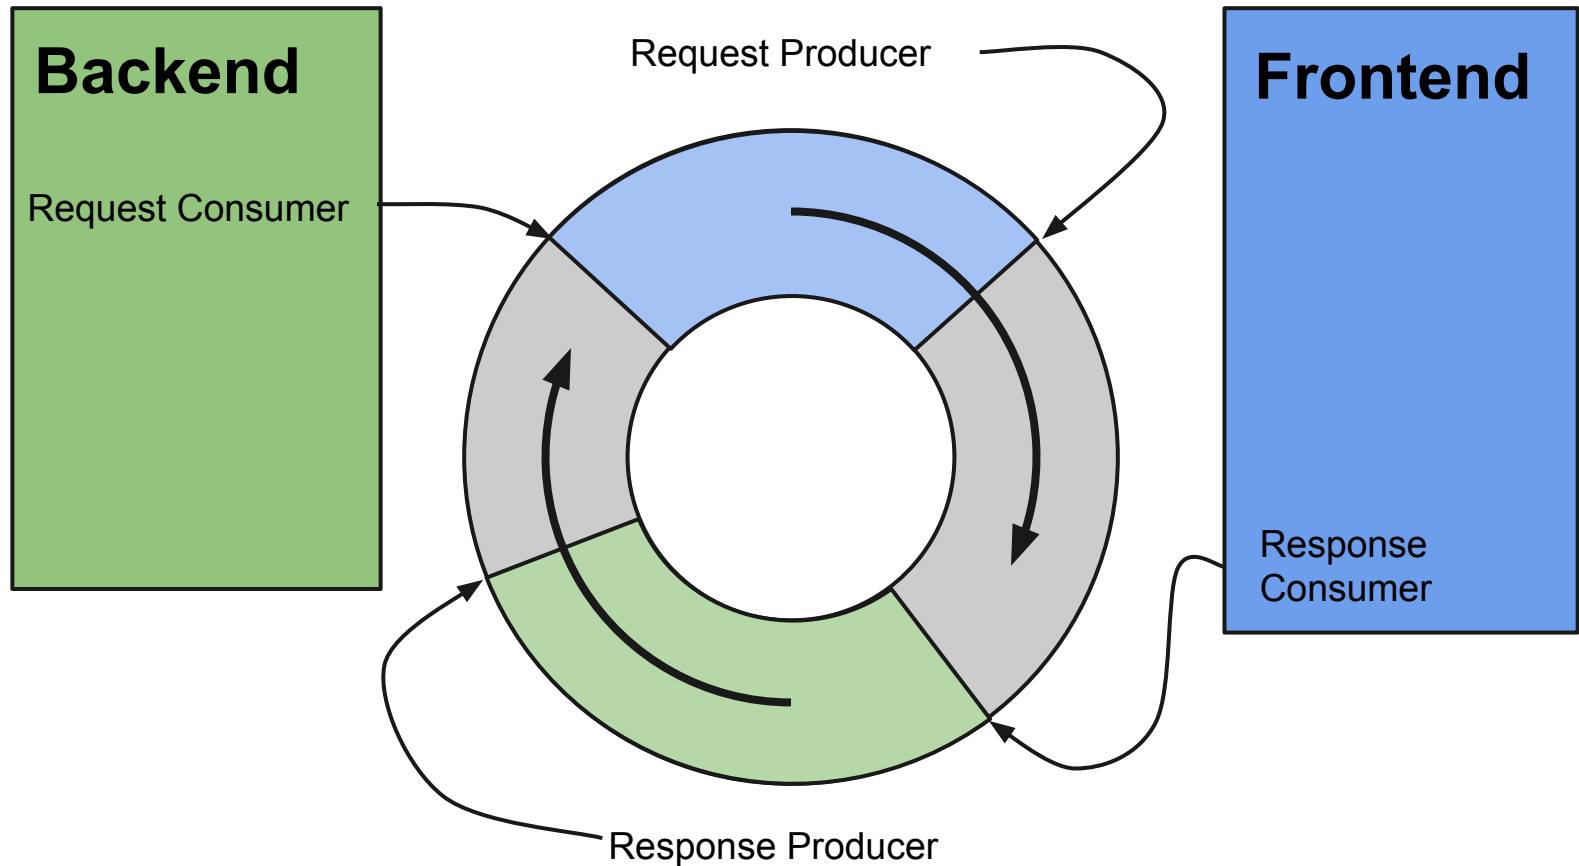 Backend
Request Producer
Frontend
Request Consumer
Response
Consumer
Response Producer